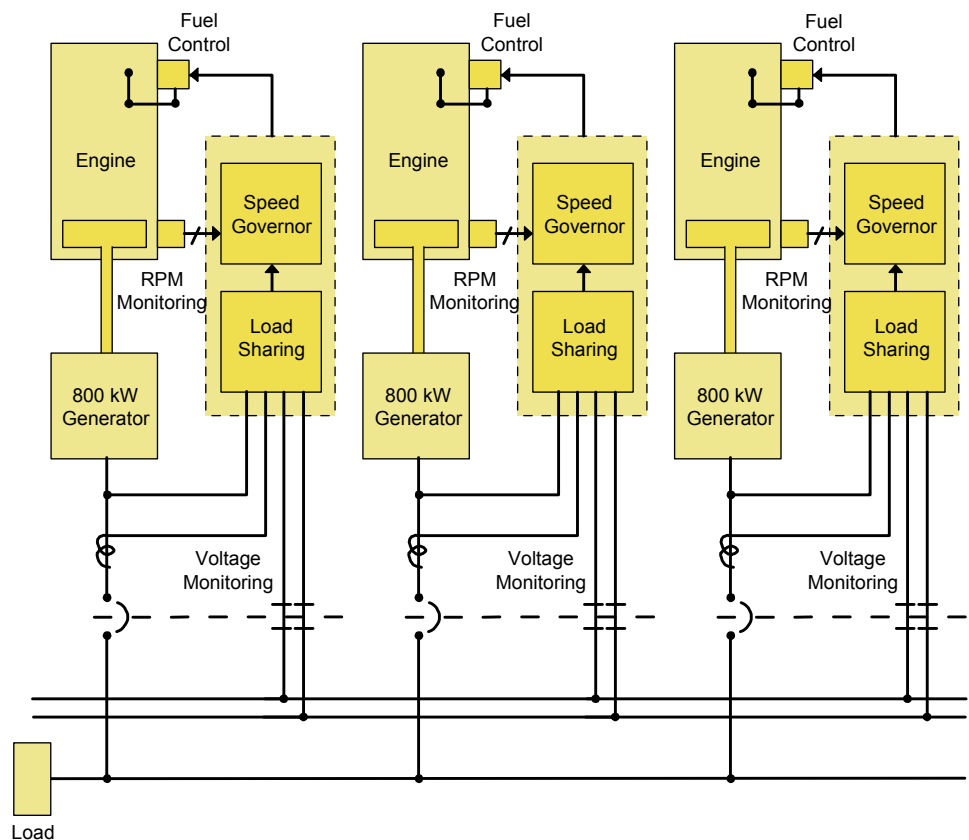 Fuel
Control
Engine
Speed
Governor
RPM
Monitoring
Load
Sharing
800 kW
Generator
Voltage
Monitoring
Fuel
Control
Engine
Speed
Governor
RPM
Monitoring
Load
Sharing
800 kW
Generator
Voltage
Monitoring
Fuel
Control
Engine
Speed
Governor
RPM
Monitoring
Load
Sharing
800 kW
Generator
Voltage
Monitoring
Load